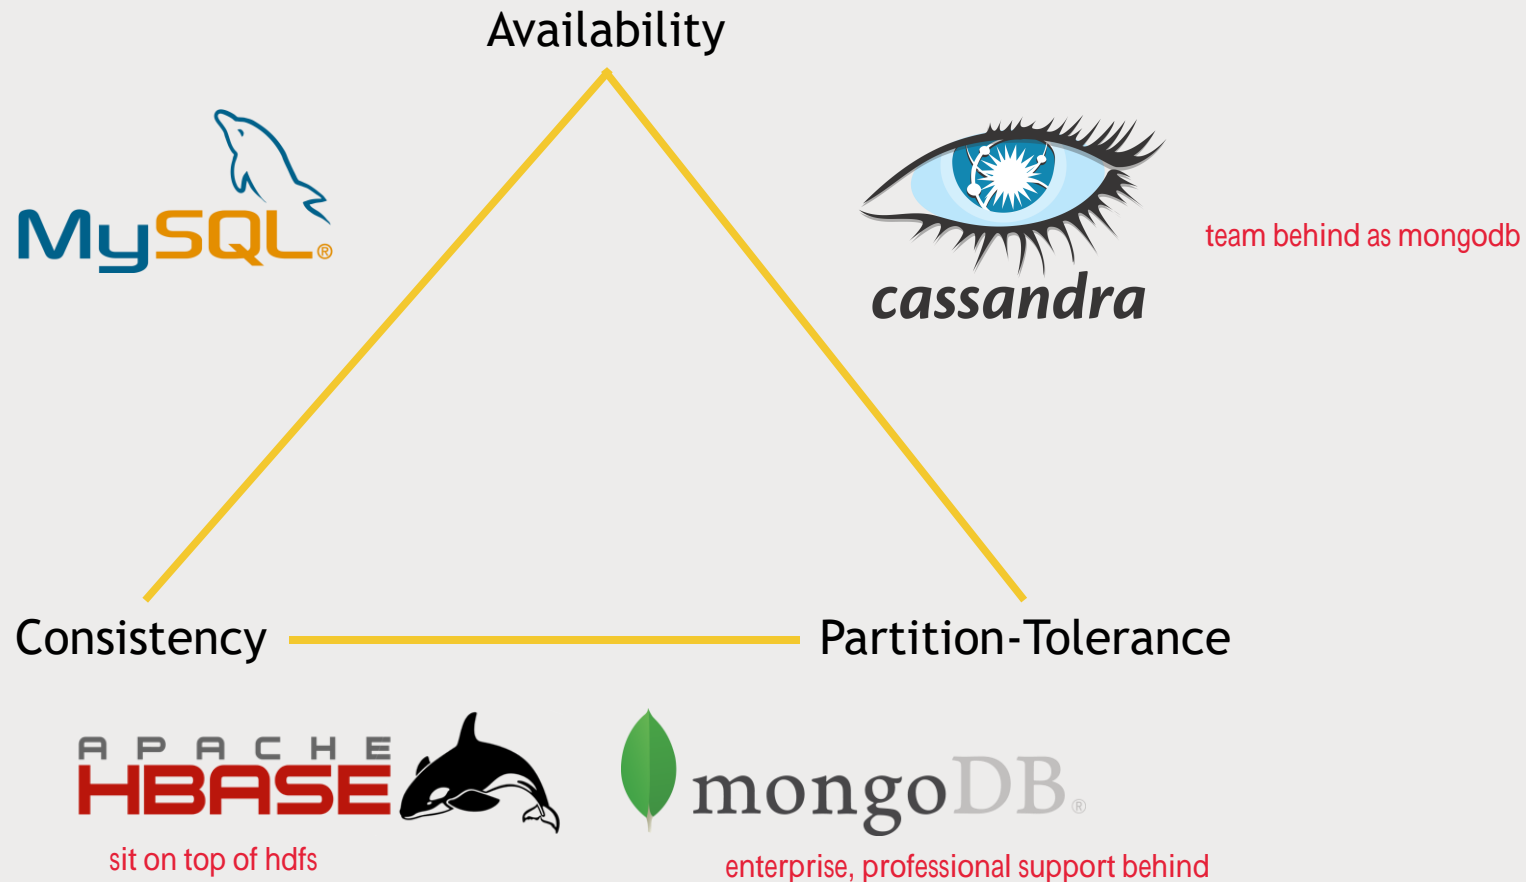 Availability
MySQL®
cassandra
team behind as mongodb
Consistency
Partition-Tolerance
APACHE
HBASE
mongoDB®
sit on top of hdfs
enterprise, professional support behind